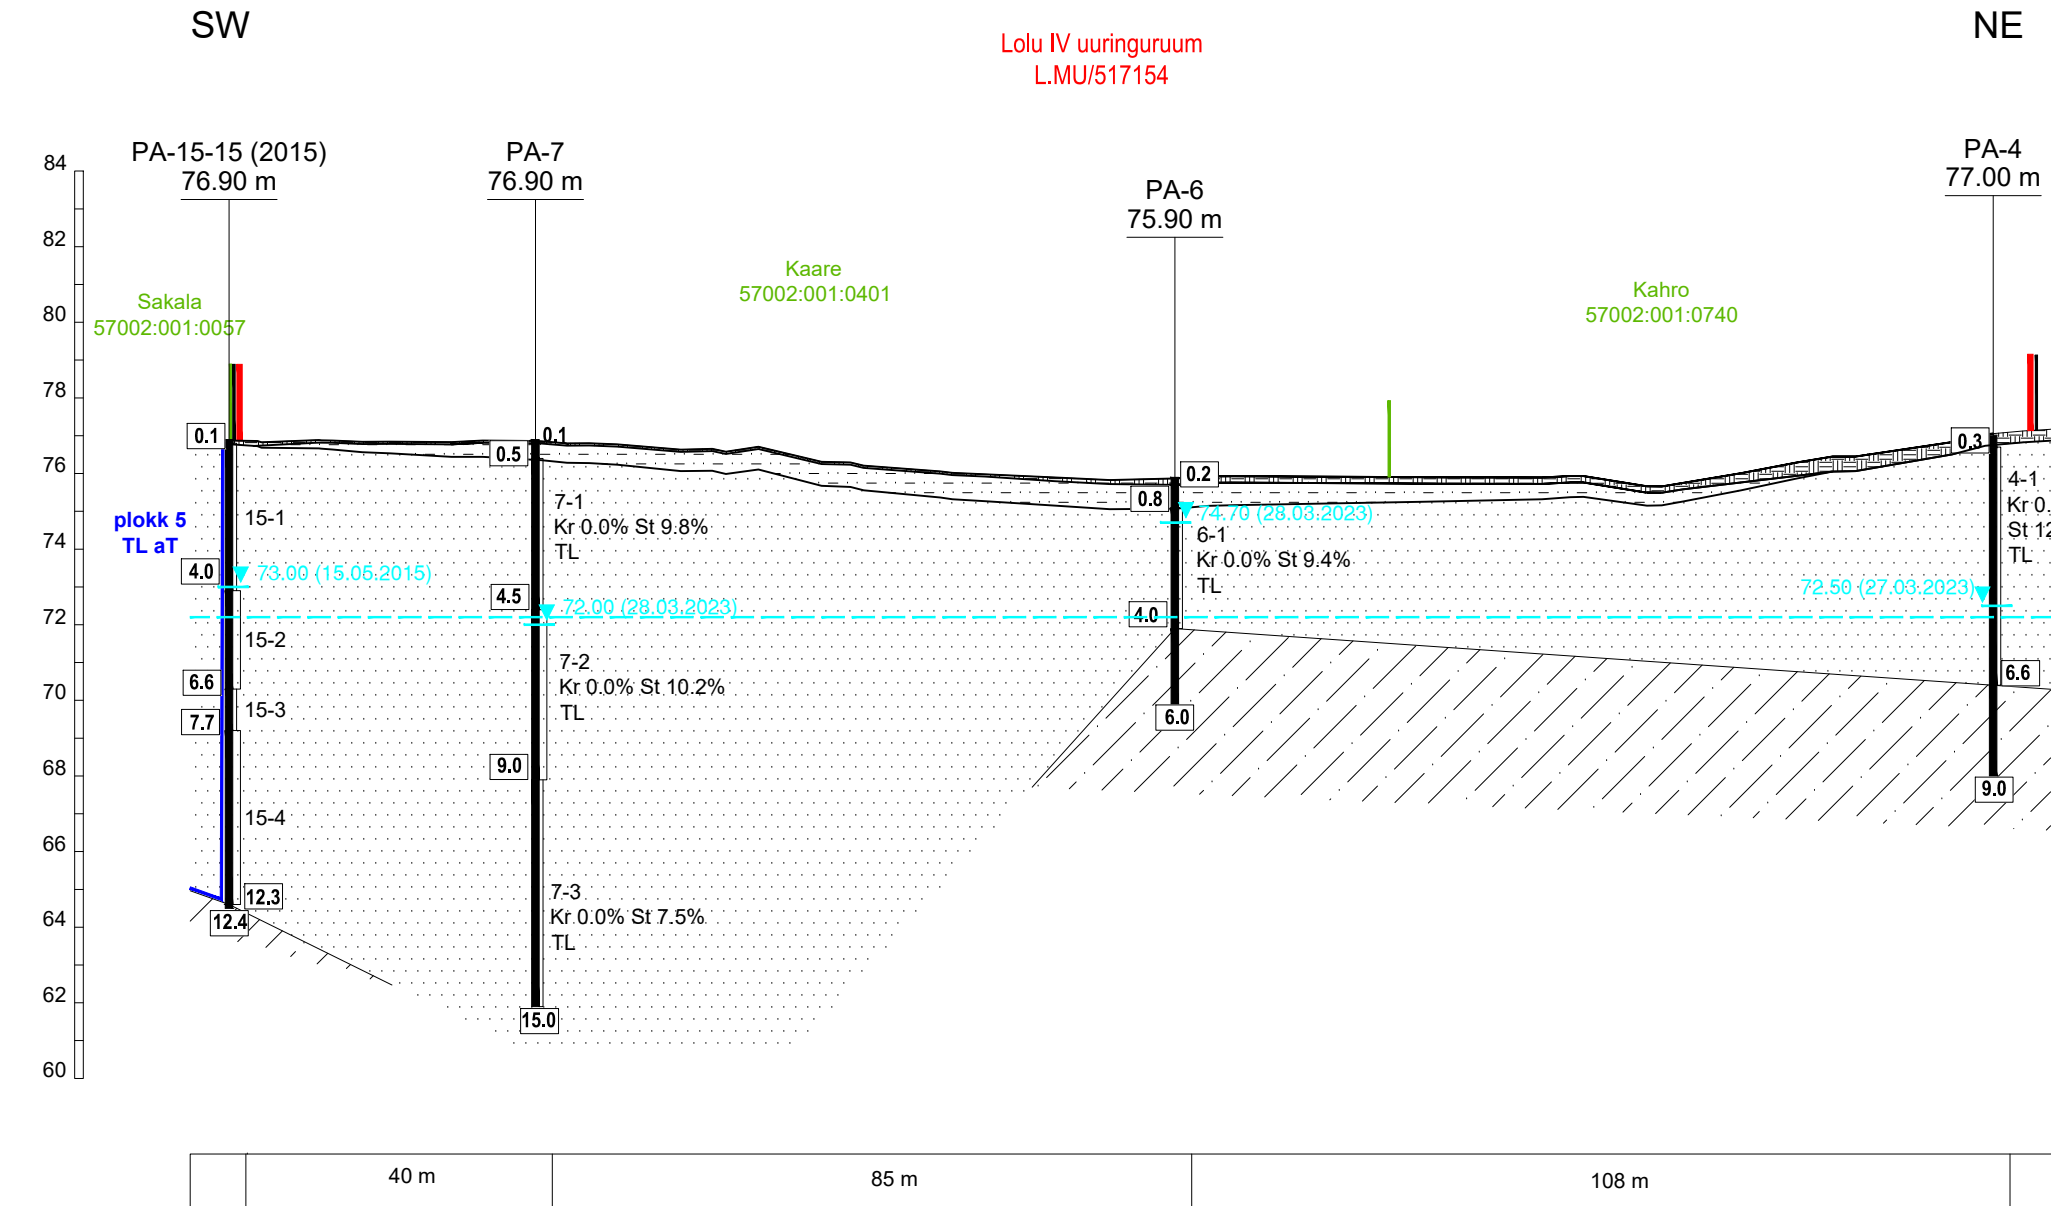 SW
NE
Lolu IV uuringuruum
L.MU/517154
PA-15-15 (2015)
76.90 m
PA-7
76.90 m
PA-6
75.90 m
PA-4
77.00 m
84
82
80
78
76
74
72
70
68
66
64
62
60
Sakala
57002:001:0057
Kaare
57002:001:0401
Kahro
57002:001:0740
plokk 5
TL aT
0.1
15-1
4.0
73.00 (15.05.2015)
15-2
6.6
15-3
7.7
15-4
12.3
12.4
0.1
0.5
7-1
Kr 0.0% St 9.8%
TL
4.5
72.00 (28.03.2023)
7-2
Kr 0.0% St 10.2%
TL
9.0
7-3
Kr 0.0% St 7.5%
TL
15.0
0.2
0.8
74.70 (28.03.2023)
6-1
Kr 0.0% St 9.4%
TL
4.0
6.0
0.3
4-1
Kr 0.
St 12
TL
72.50 (27.03.2023)
6.6
9.0
40 m
85 m
108 m